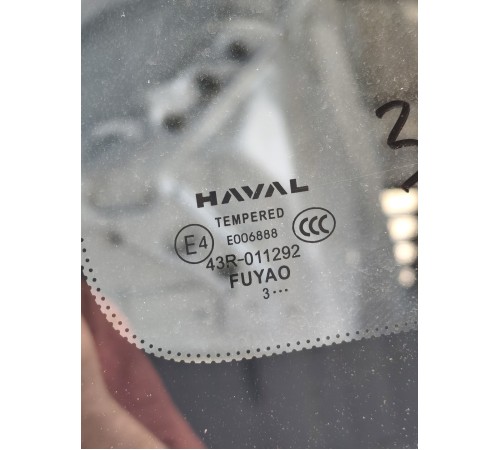 HAVAL
TEMPERED
E4 E006888 CCC
43R-011292
FUYAO
3···